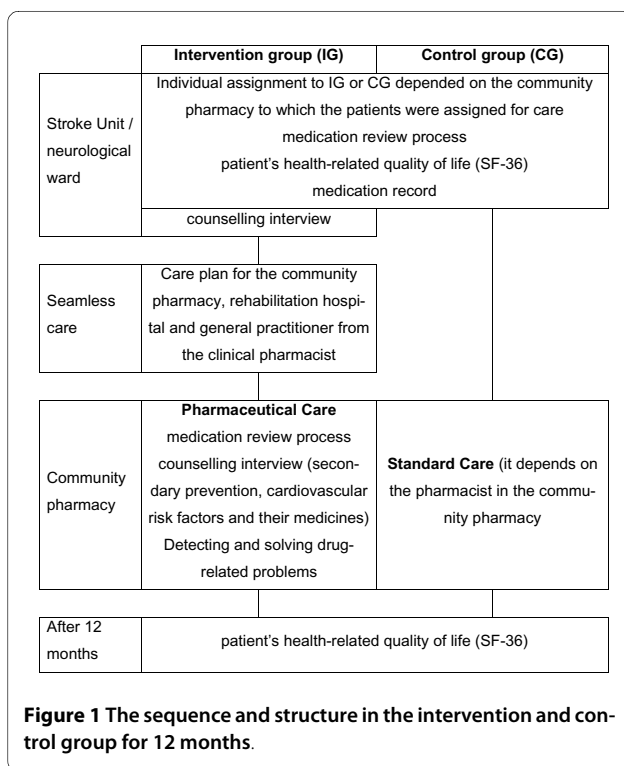 Intervention group (IG)
Control group (CG)
Stroke Unit /
neurological
ward
Individual assignment to IG or CG depended on the community
pharmacy to which the patients were assigned for care
medication review process
patient's health-related quality of life (SF-36)
medication record
counselling interview
Seamless
care
Care plan for the community
pharmacy, rehabilitation hospi-
tal and general practitioner from
the clinical pharmacist
Community
pharmacy
Pharmaceutical Care
medication review process
counselling interview (secon-
dary prevention, cardiovascular
risk factors and their medicines)
Detecting and solving drug-
related problems
Standard Care (it depends on
the pharmacist in the commu-
nity pharmacy
After 12
months
patient's health-related quality of life (SF-36)
Figure 1 The sequence and structure in the intervention and con-
trol group for 12 months.